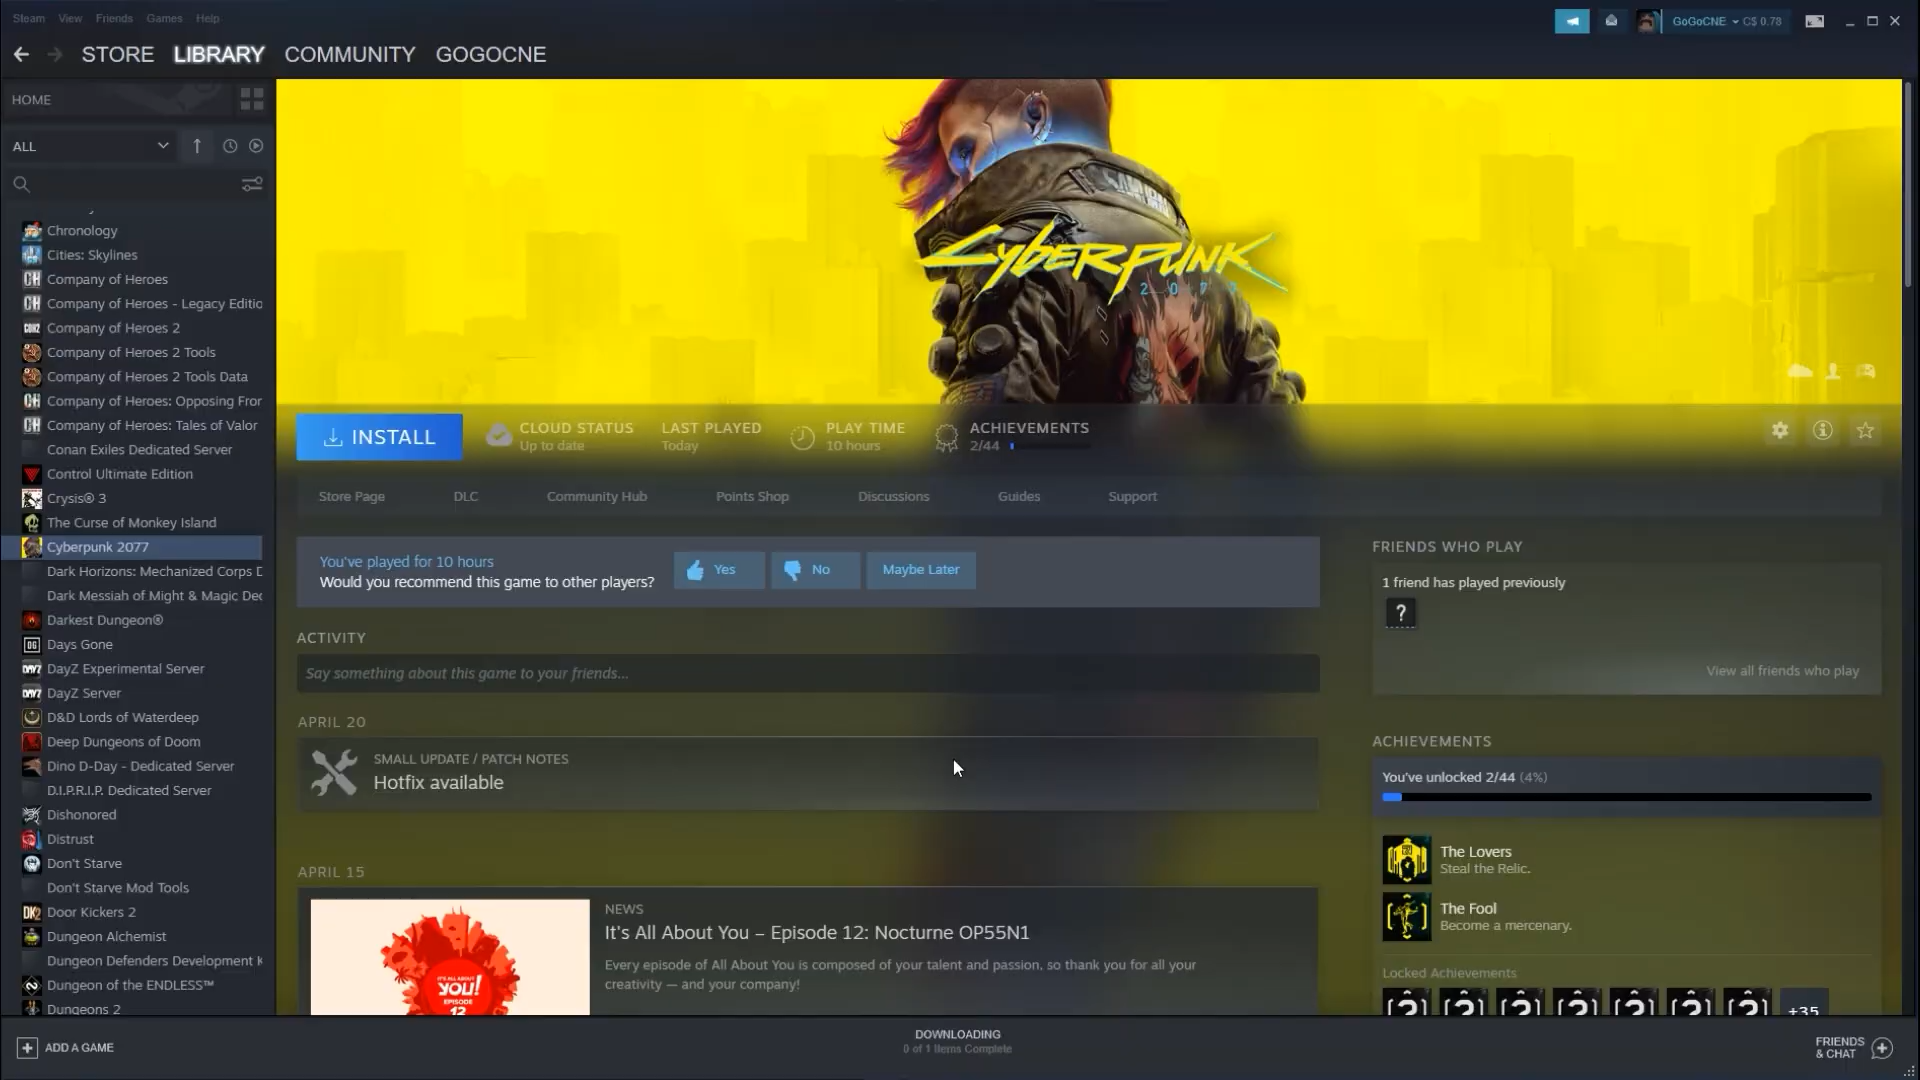 Steam View Friends Games Help
GoGoCNE C$ 0.78
STORE LIBRARY COMMUNITY GOGOCNE
HOME
ALL
Chronology
Cities: Skylines
Company of Heroes
Company of Heroes - Legacy Editio
Company of Heroes 2
Company of Heroes 2 Tools
Company of Heroes 2 Tools Data
Company of Heroes: Opposing Fror
Company of Heroes: Tales of Valor
Conan Exiles Dedicated Server
Control Ultimate Edition
Crysis® 3
The Curse of Monkey Island
Cyberpunk 2077
Dark Horizons: Mechanized Corps D
Dark Messiah of Might & Magic Dec
Darkest Dungeon®
Days Gone
DayZ Experimental Server
DayZ Server
D&D Lords of Waterdeep
Deep Dungeons of Doom
Dino D-Day - Dedicated Server
D.I.P.R.I.P. Dedicated Server
Dishonored
Distrust
Don't Starve
Don't Starve Mod Tools
Door Kickers 2
Dungeon Alchemist
Dungeon Defenders Development K
Dungeon of the ENDLESS™
Dungeons 2
CYBERPUNK
2077
INSTALL
CLOUD STATUS
Up to date
LAST PLAYED
Today
PLAY TIME
10 hours
ACHIEVEMENTS
2/44
Store Page DLC Community Hub Points Shop Discussions Guides Support
You've played for 10 hours
Would you recommend this game to other players?
Yes No Maybe Later
ACTIVITY
Say something about this game to your friends...
APRIL 20
SMALL UPDATE / PATCH NOTES
Hotfix available
APRIL 15
IT'S ALL ABOUT
YOU!
EPISODE
12
NEWS
It's All About You – Episode 12: Nocturne OP55N1
Every episode of All About You is composed of your talent and passion, so thank you for all your
creativity — and your company!
FRIENDS WHO PLAY
1 friend has played previously
?
View all friends who play
ACHIEVEMENTS
You've unlocked 2/44 (4%)
The Lovers
Steal the Relic.
The Fool
Become a mercenary.
Locked Achievements
+35
ADD A GAME
DOWNLOADING
0 of 1 Items Complete
FRIENDS
& CHAT